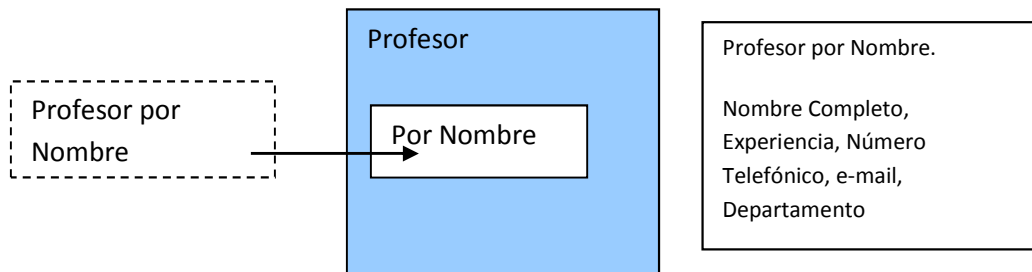 Profesor por
Nombre
Profesor
Por Nombre
Profesor por Nombre.
Nombre Completo,
Experiencia, Número
Telefónico, e-mail,
Departamento